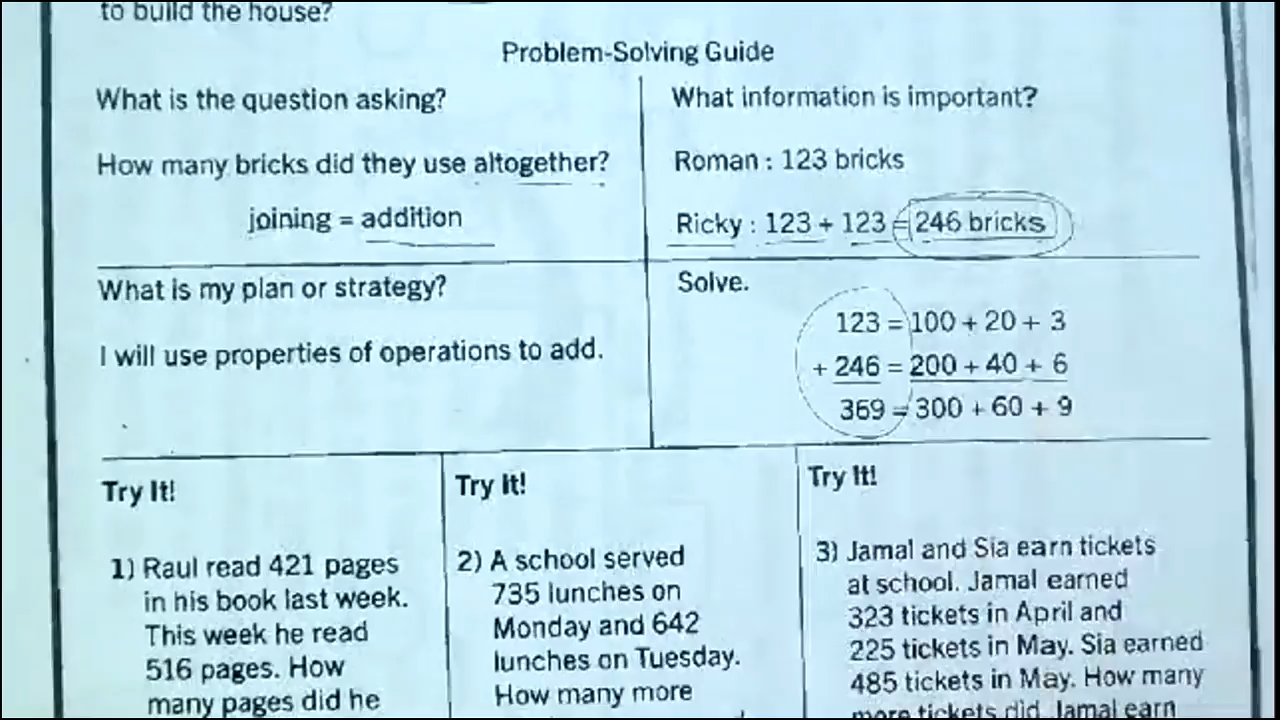 to build the house?
Problem-Solving Guide
What is the question asking?
How many bricks did they use altogether?
joining = addition
What information is important?
Roman : 123 bricks
Ricky : 123 + 123 = 246 bricks
What is my plan or strategy?
I will use properties of operations to add.
Solve.
123 = 100 + 20 + 3
+ 246 = 200 + 40 + 6
369 = 300 + 60 + 9
Try It!
1) Raul read 421 pages
in his book last week.
This week he read
516 pages. How
many pages did he
Try It!
2) A school served
735 lunches on
Monday and 642
lunches on Tuesday.
How many more
Try It!
3) Jamal and Sia earn tickets
at school. Jamal earned
323 tickets in April and
225 tickets in May. Sia earned
485 tickets in May. How many
more tickets did Jamal earn